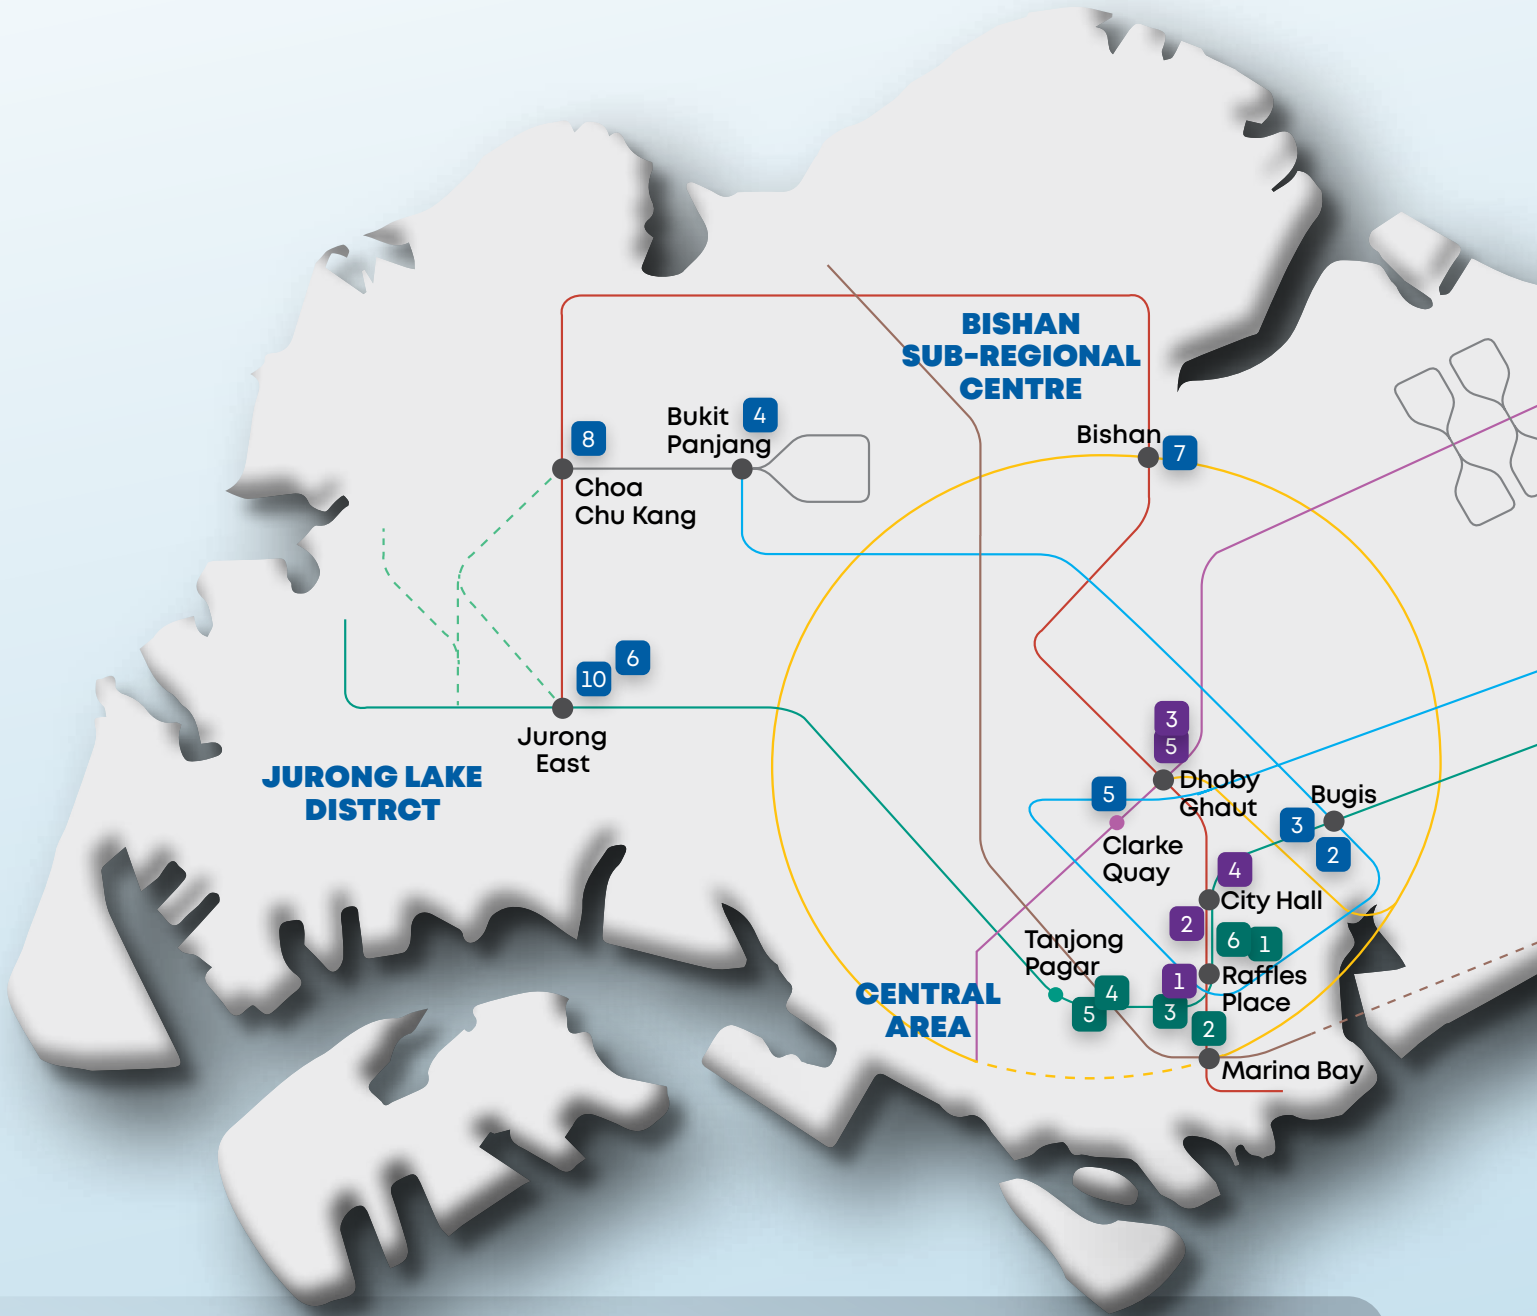 BISHAN
SUB-REGIONAL
CENTRE
Bukit
Panjang
4
8
Bishan
7
Choa
Chu Kang
6
10
Jurong
East
JURONG LAKE
DISTRCT
3
5
Dhoby
Ghaut
5
Bugis
3
2
Clarke
Quay
4
City Hall
2
6
1
Tanjong
Pagar
1
Raffles
Place
4
5
3
2
CENTRAL
AREA
Marina Bay